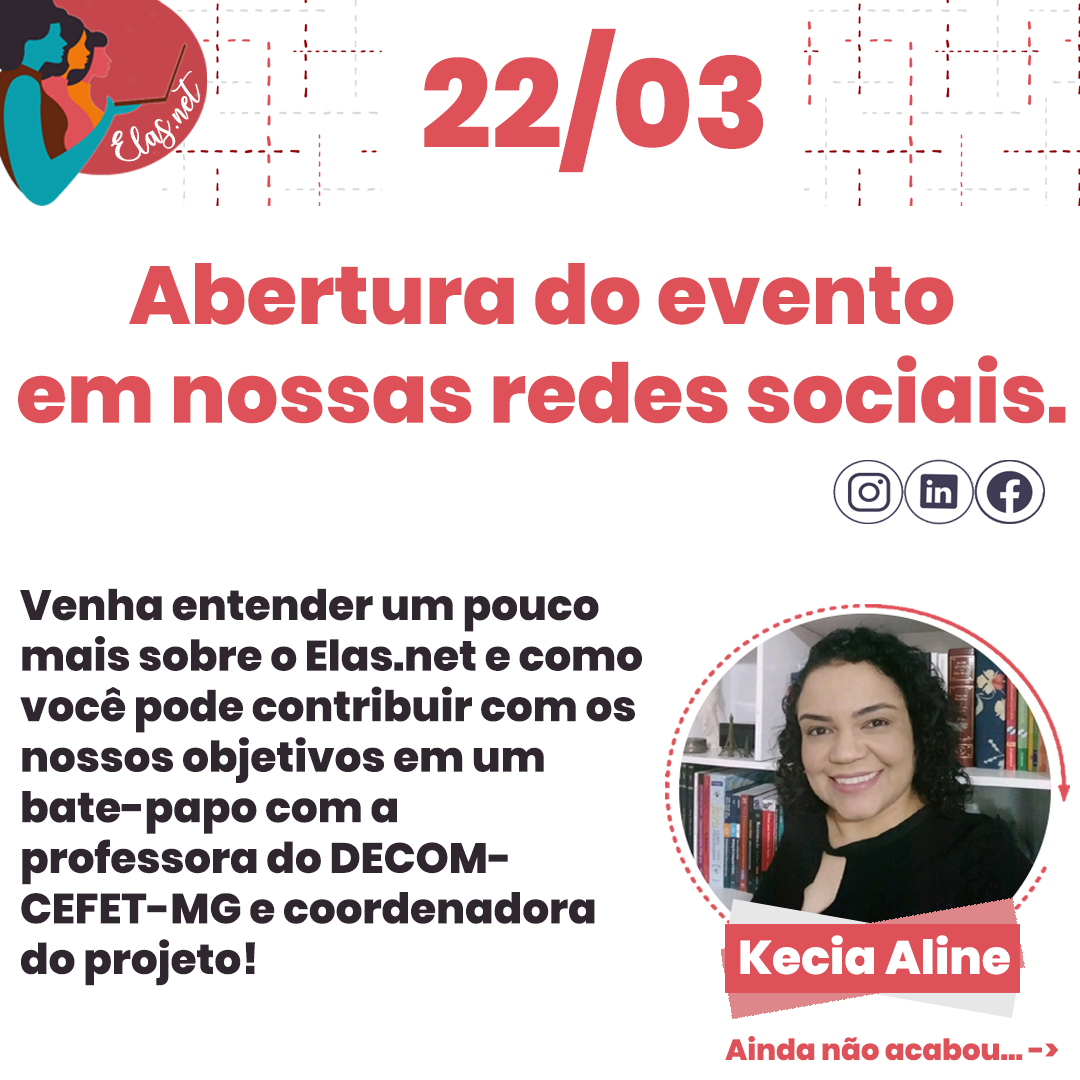 Elas.net
22/03
Abertura do evento
em nossas redes sociais.
in
Venha entender um pouco
mais sobre o Elas.net e como
você pode contribuir com os
nossos objetivos em um
bate-papo com a
professora do DECOM-
CEFET-MG e coordenadora
do projeto!
Kecia Aline
Ainda não acabou... ->